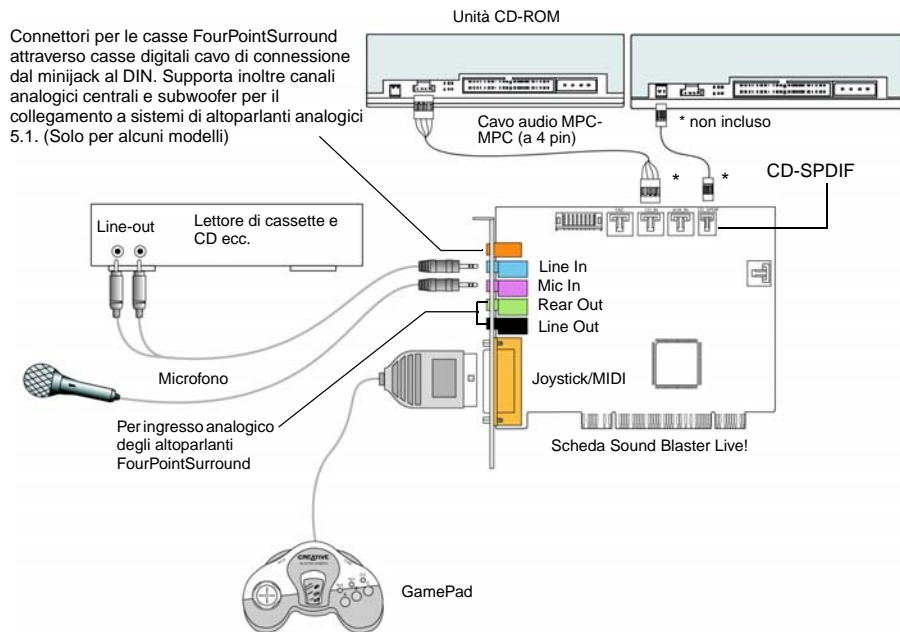 Unità CD-ROM
Connettori per le casse FourPointSurround
attraverso casse digitali cavo di connessione
dal minijack al DIN. Supporta inoltre canali
analogici centrali e subwoofer per il
collegamento a sistemi di altoparlanti analogici
5.1. (Solo per alcuni modelli)
Cavo audio MPC-
MPC (a 4 pin)
* non incluso
*
*
CD-SPDIF
Line-out
Lettore di cassette e
CD ecc.
Line In
Mic In
Rear Out
Line Out
Joystick/MIDI
Microfono
Per ingresso analogico
degli altoparlanti
FourPointSurround
Scheda Sound Blaster Live!
CREATIVE
GamePad